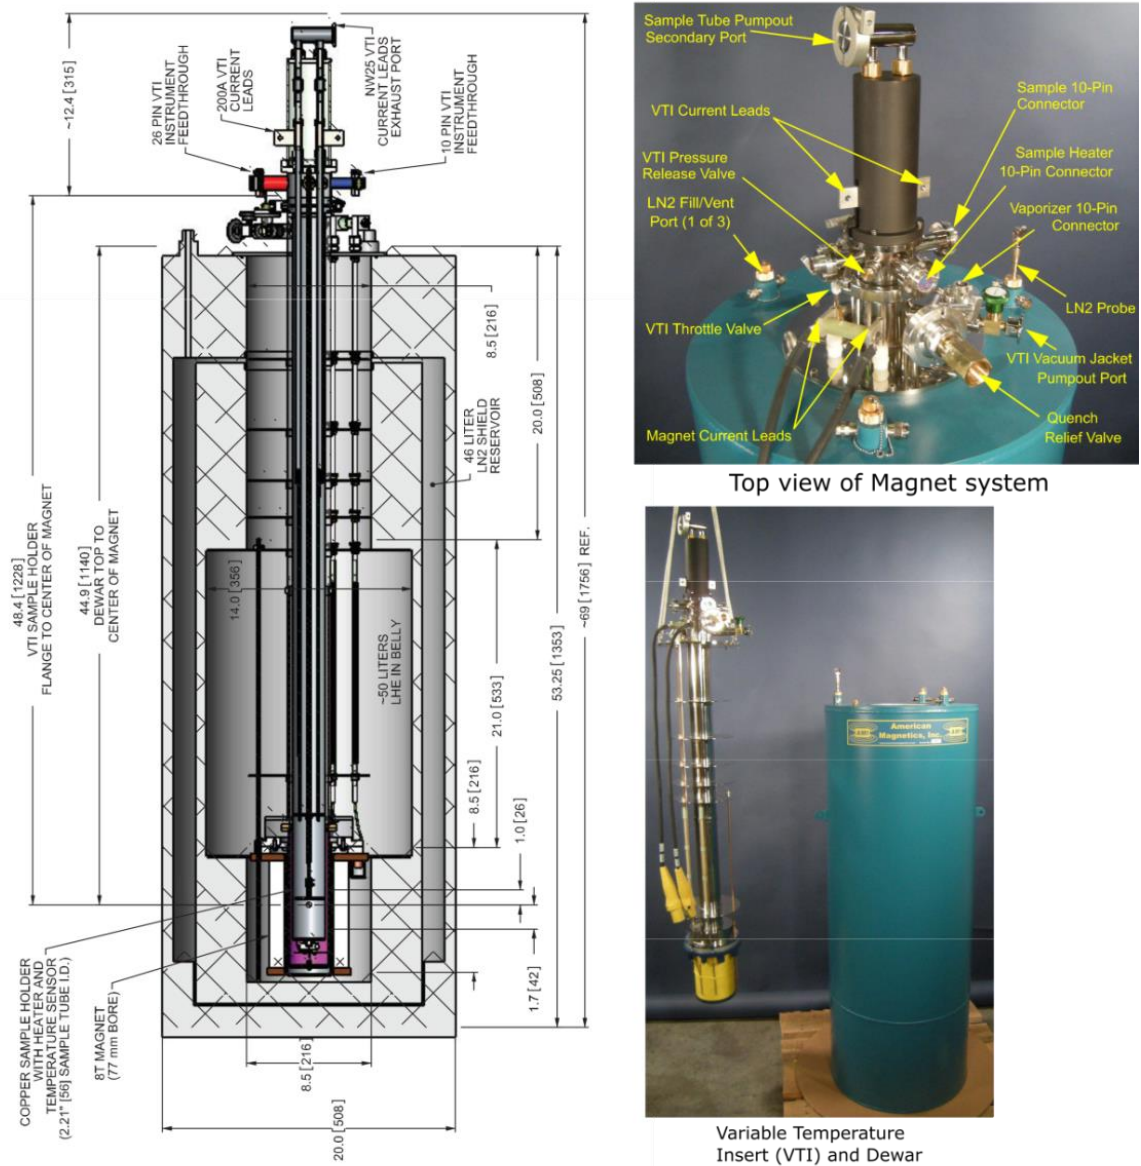 ~12.4 [315]
26 PIN VTI
INSTRUMENT
FEEDTHROUGH
200A VTI
CURRENT
LEADS
NW25 VTI
CURRENT LEADS
EXHAUST PORT
10 PIN VTI
INSTRUMENT
FEEDTHROUGH
48.4 [1228]
VTI SAMPLE HOLDER
FLANGE TO CENTER OF MAGNET
44.9 [1140]
DEWAR TOP TO
CENTER OF MAGNET
8.5 [216]
46 LITER
LN2 SHIELD
RESERVOIR
20.0 [508]
14.0 [356]
~50 LITERS
LHE IN BELLY
21.0 [533]
53.25 [1353]
~69 [1756] REF.
8.5 [216]
1.0 [26]
1.7 [42]
COPPER SAMPLE HOLDER
WITH HEATER AND
TEMPERATURE SENSOR
(2.21" [56] SAMPLE TUBE I.D.)
8T MAGNET
(77 mm BORE)
8.5 [216]
20.0 [508]
Sample Tube Pumpout
Secondary Port
VTI Current Leads
VTI Pressure
Release Valve
LN2 Fill/Vent
Port (1 of 3)
VTI Throttle Valve
Magnet Current Leads
Sample 10-Pin
Connector
Sample Heater
10-Pin Connector
Vaporizer 10-Pin
Connector
LN2 Probe
VTI Vacuum Jacket
Pumpout Port
Quench
Relief Valve
Top view of Magnet system
American
Magnetics, Inc.
Variable Temperature
Insert (VTI) and Dewar